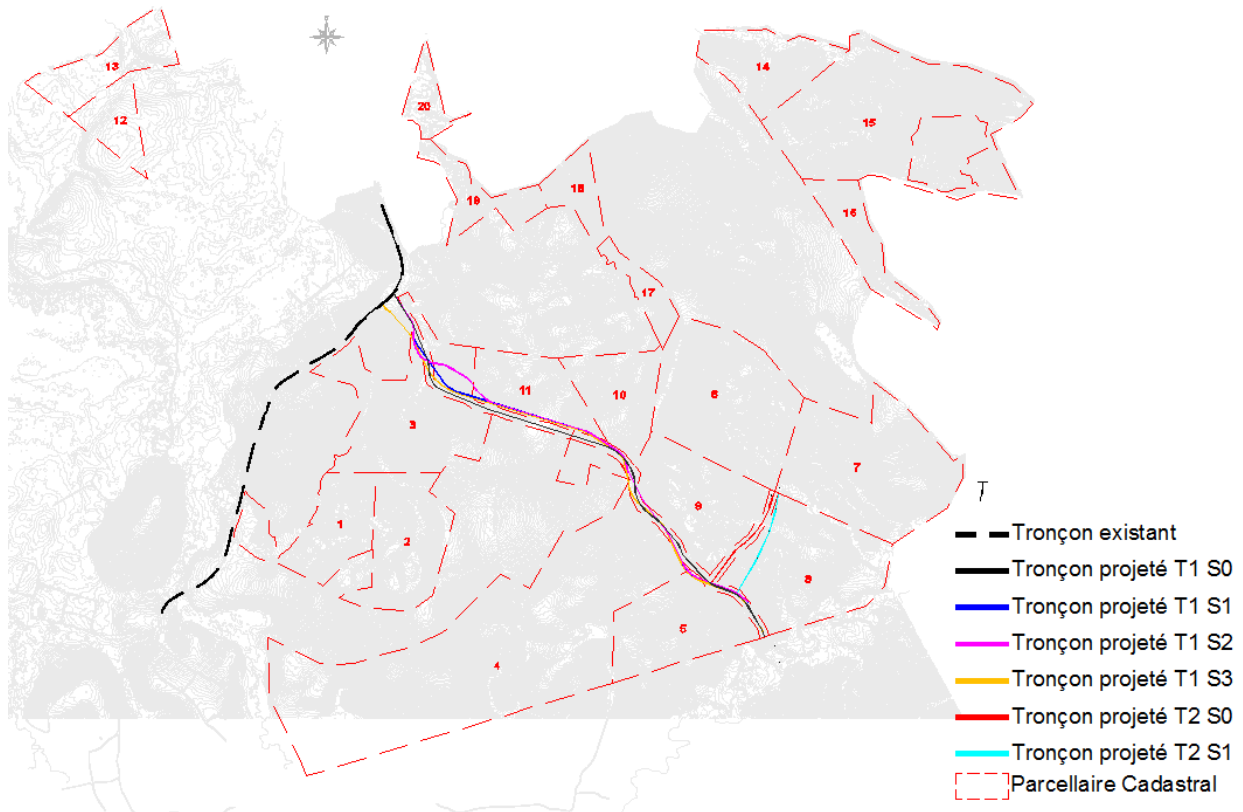 13
14
20
15
12
18
19
16
17
6
11
10
7
3
9
1
2
8
5
4
T
Tronçon existant
Tronçon projeté T1 S0
Tronçon projeté T1 S1
Tronçon projeté T1 S2
Tronçon projeté T1 S3
Tronçon projeté T2 S0
Tronçon projeté T2 S1
Parcellaire Cadastral